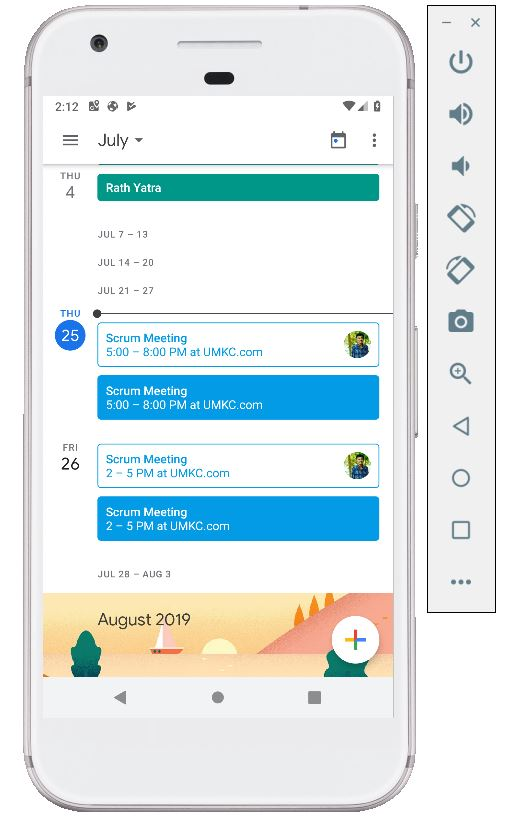 2:12
July
THU
4
Rath Yatra
JUL 7 – 13
JUL 14 – 20
JUL 21 – 27
THU
25
Scrum Meeting
5:00 – 8:00 PM at UMKC.com
Scrum Meeting
5:00 – 8:00 PM at UMKC.com
FRI
26
Scrum Meeting
2 – 5 PM at UMKC.com
Scrum Meeting
2 – 5 PM at UMKC.com
JUL 28 – AUG 3
August 2019